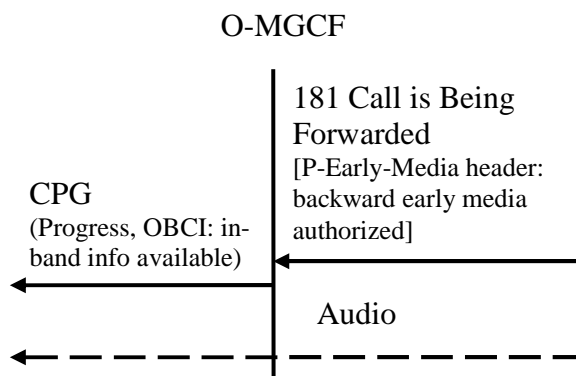 O-MGCF
181 Call is Being
Forwarded
[P-Early-Media header:
backward early media
authorized]
CPG
(Progress, OBCI: in-
band info available)
Audio